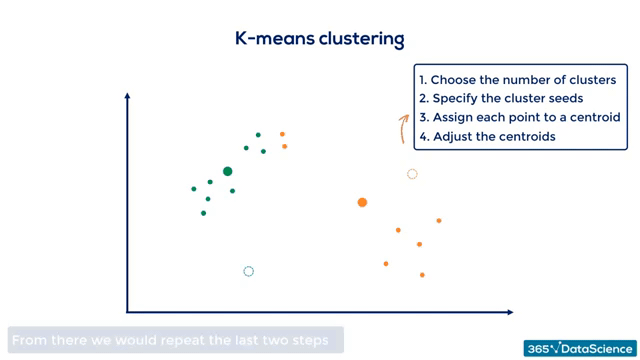 K-means clustering
1. Choose the number of clusters
2. Specify the cluster seeds
3. Assign each point to a centroid
4. Adjust the centroids
From there we would repeat the last two steps
365 DataScience